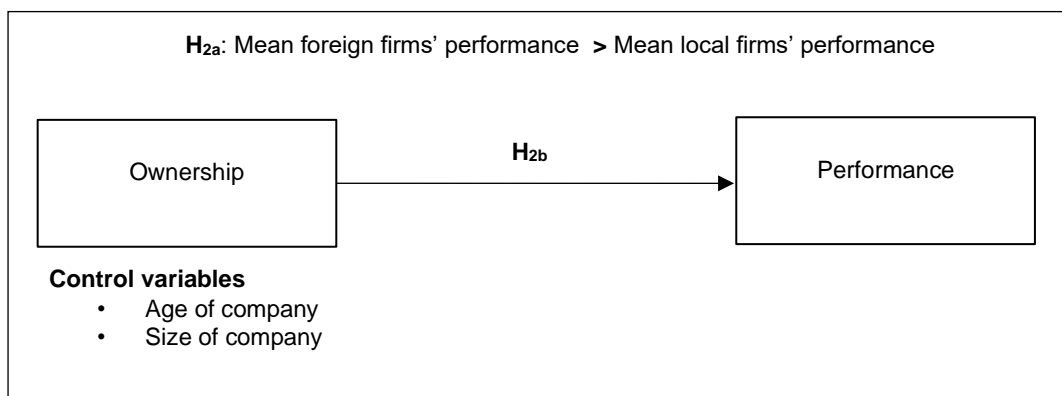 H2a: Mean foreign firms’ performance > Mean local firms’ performance
Ownership
H2b
Performance
Control variables
• Age of company
• Size of company